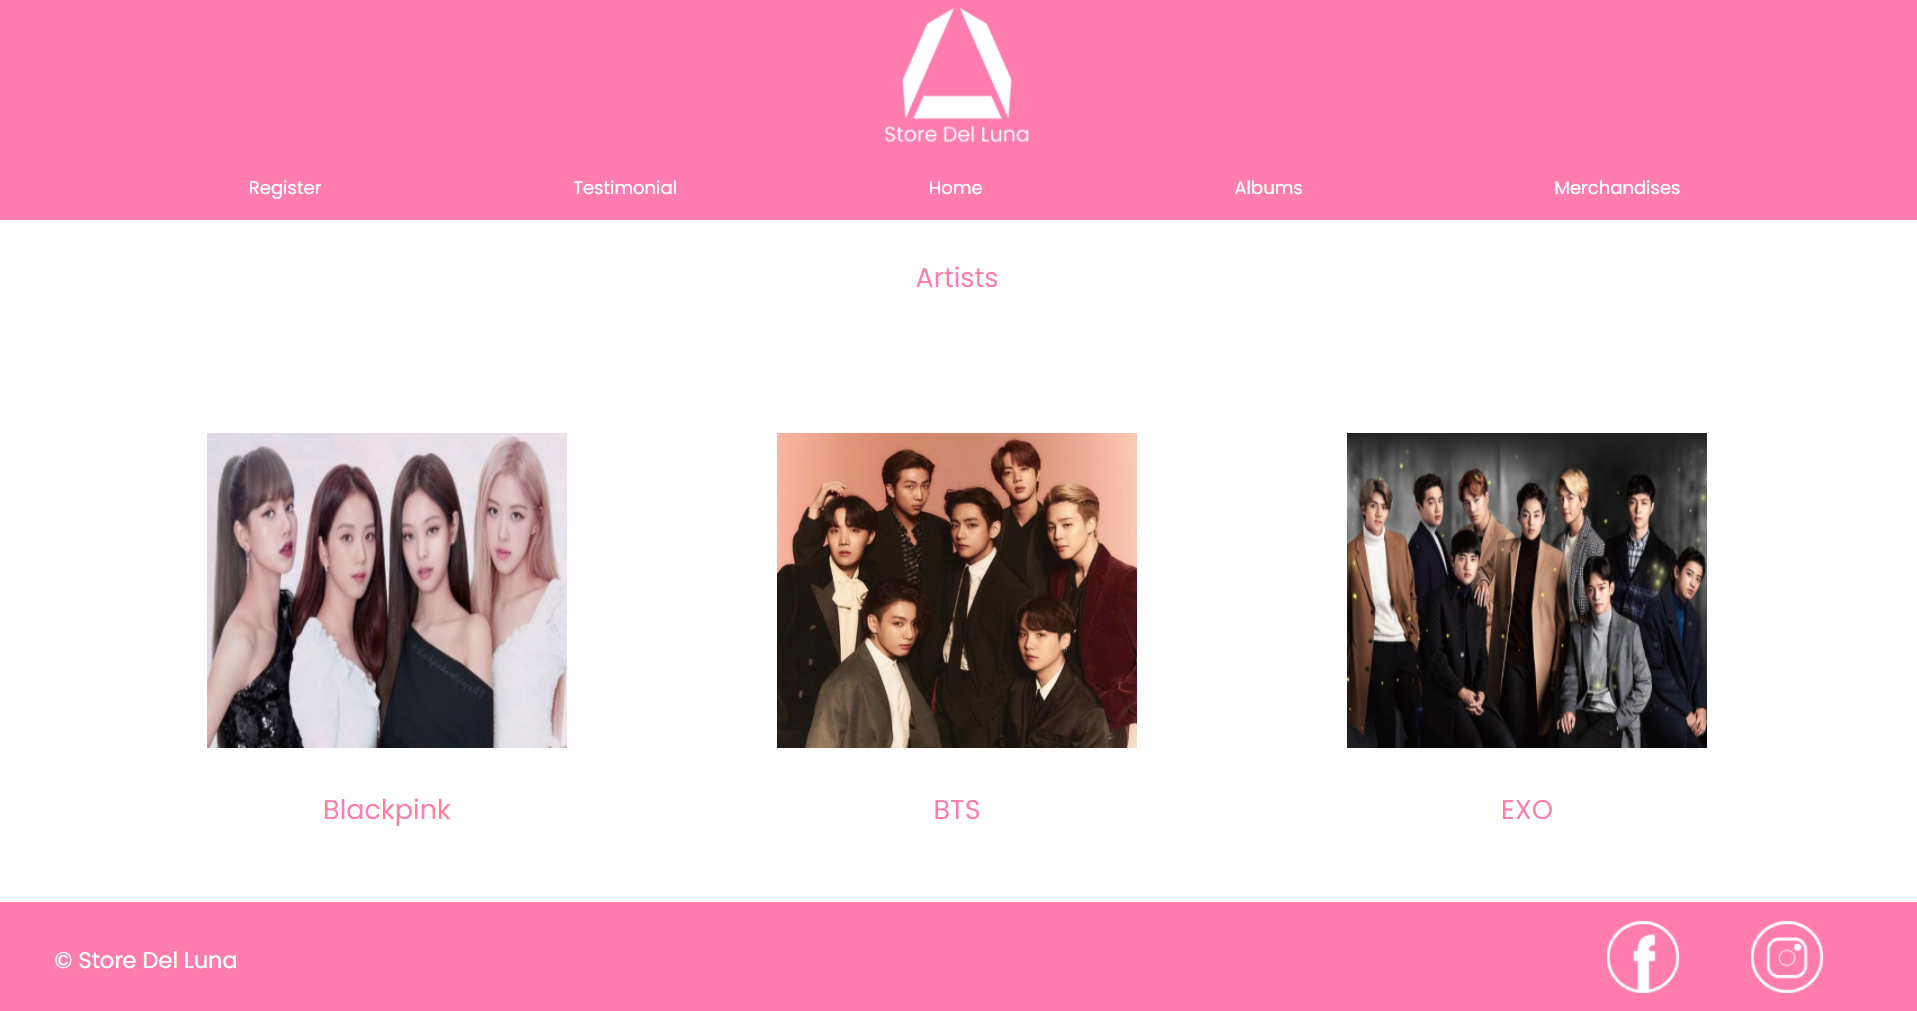 Store Del Luna
Register Testimonial Home Albums Merchandises
Artists
Blackpink BTS EXO
© Store Del Luna